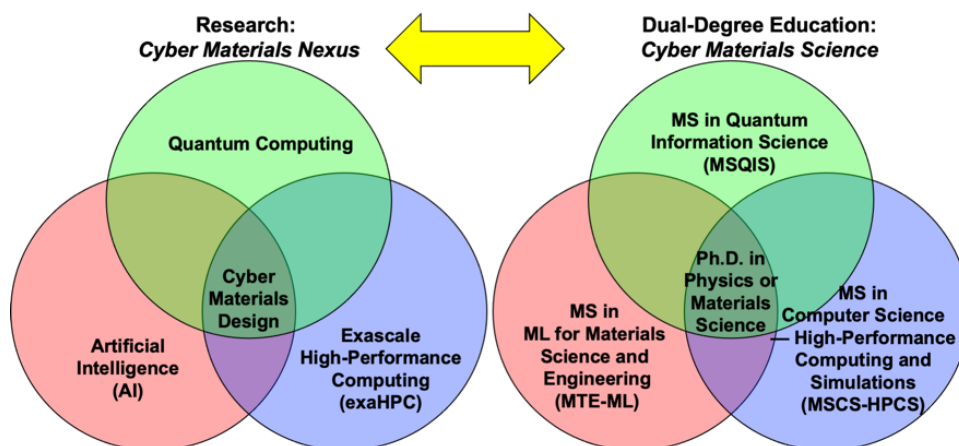 Research:
Cyber Materials Nexus
Quantum Computing
Cyber
Materials
Design
Artificial
Intelligence
(AI)
Exascale
High-Performance
Computing
(exaHPC)
Dual-Degree Education:
Cyber Materials Science
MS in Quantum
Information Science
(MSQIS)
Ph.D. in
Physics or
Materials
Science
MS in
ML for Materials
Science and
Engineering
(MTE-ML)
MS in
Computer Science
— High-Performance
Computing and
Simulations
(MSCS-HPCS)